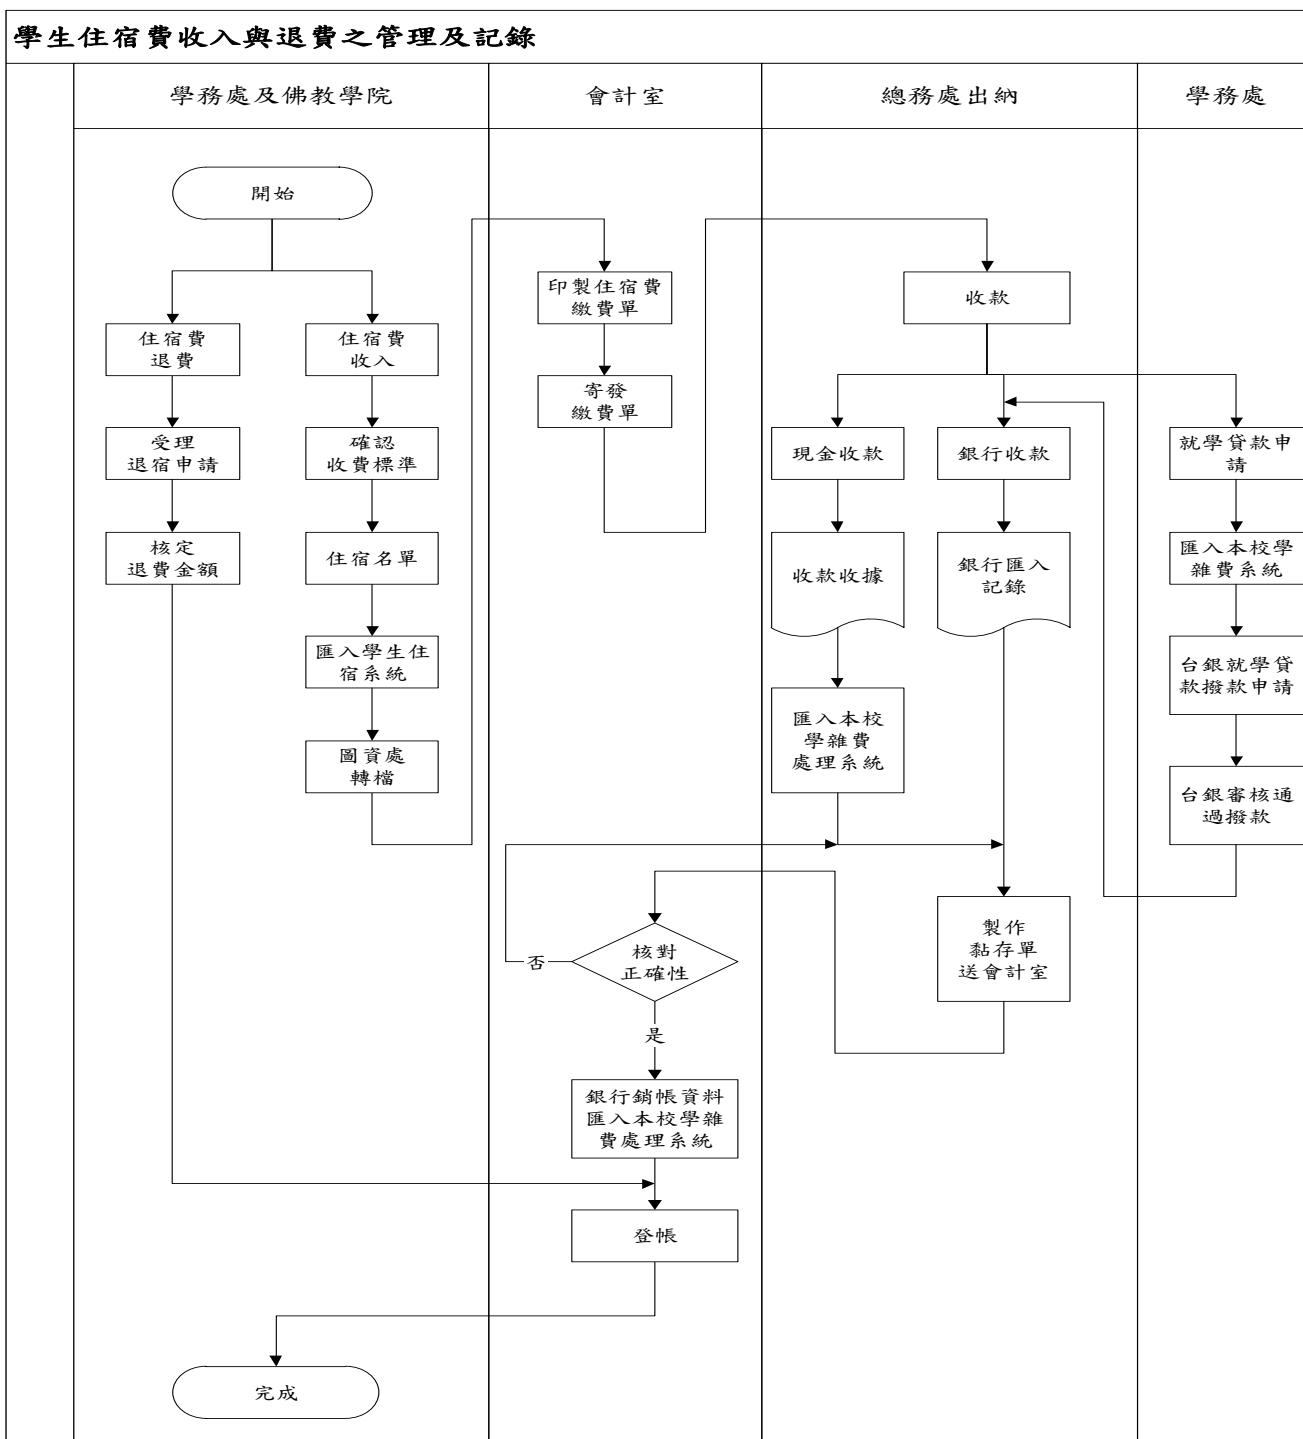 學生住宿費收入與退費之管理及記錄
學務處及佛教學院
會計室
總務處出納
學務處
開始
住宿費
退費
受理
退宿申請
核定
退費金額
住宿費
收入
確認
收費標準
住宿名單
匯入學生住
宿系統
圖資處
轉檔
印製住宿費
繳費單
寄發
繳費單
收款
現金收款
收款收據
匯入本校
學雜費
處理系統
銀行收款
銀行匯入
記錄
就學貸款申
請
匯入本校學
雜費系統
台銀就學貸
款撥款申請
台銀審核通
過撥款
製作
黏存單
送會計室
核對
正確性
否
是
銀行銷帳資料
匯入本校學雜
費處理系統
登帳
完成